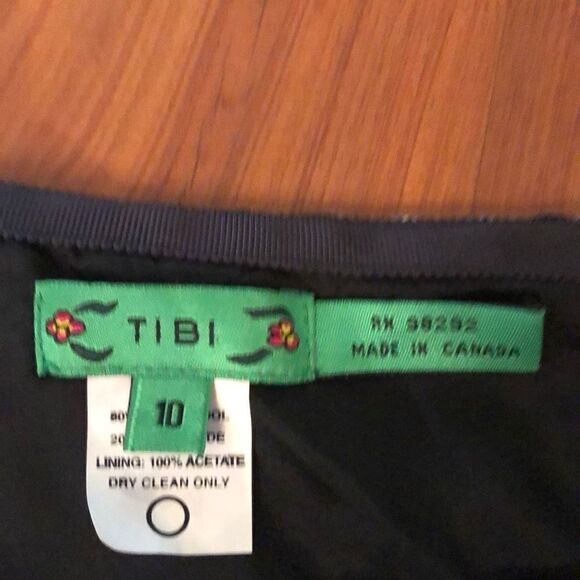 TIBI
RN 98292
MADE IN CANADA
10
LINING: 100% ACETATE
DRY CLEAN ONLY